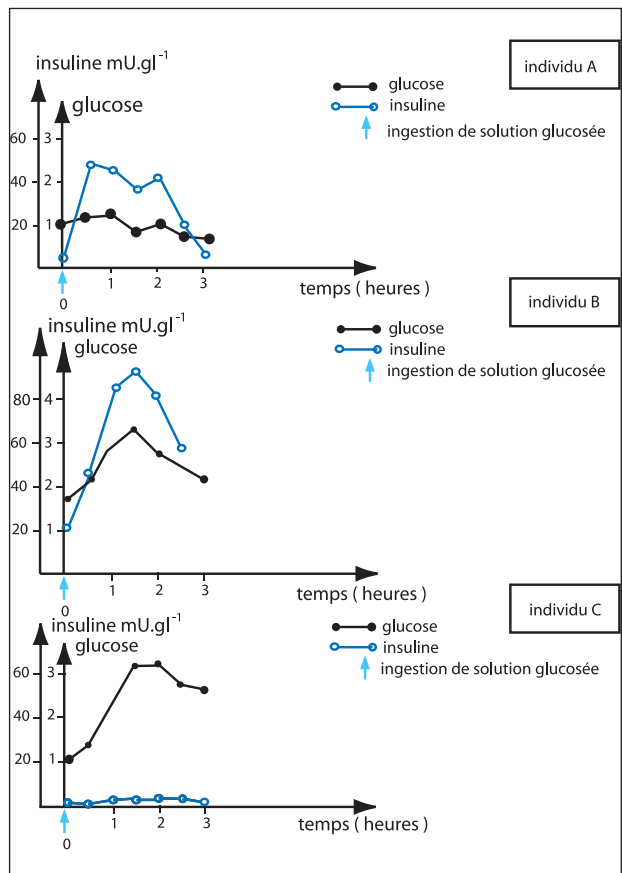 individu A
insuline mU.gl⁻¹
glucose
glucose
insuline
ingestion de solution glucosée
60
40
20
3
2
1
0
1
2
3
temps ( heures )
individu B
insuline mU.gl⁻¹
glucose
glucose
insuline
ingestion de solution glucosée
80
60
40
20
4
3
2
1
0
1
2
3
temps ( heures )
individu C
insuline mU.gl⁻¹
glucose
glucose
insuline
ingestion de solution glucosée
60
40
20
3
2
1
0
1
2
3
temps ( heures )